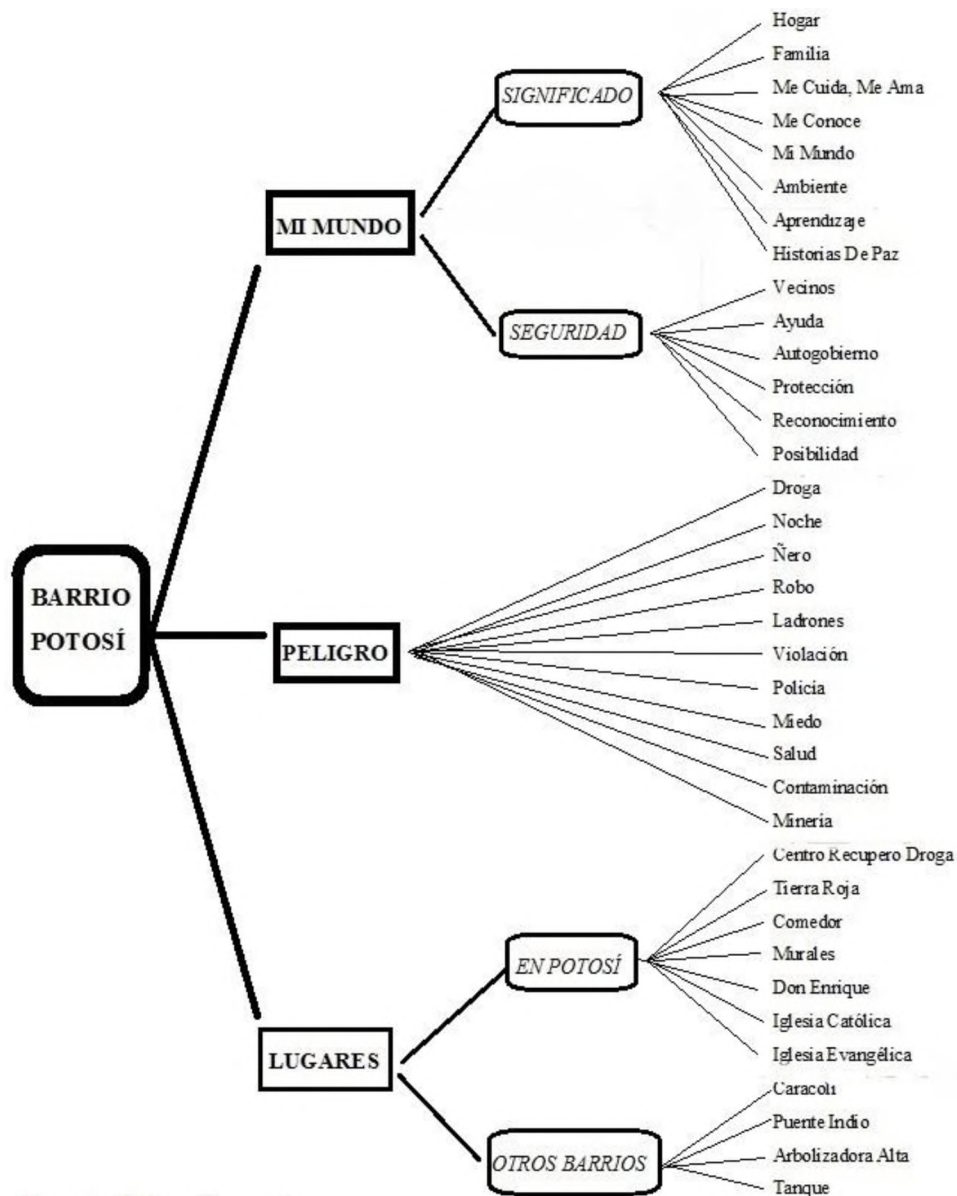 Hogar
Familia
SIGNIFICADO
Me Cuida, Me Ama
Me Conoce
Mi Mundo
Ambiente
Aprendizaje
MI MUNDO
Historias De Paz
Vecinos
SEGURIDAD
Ayuda
Autogobierno
Protección
Reconocimiento
Posibilidad
Droga
Noche
Ñero
BARRIO
POTOSÍ
Robo
Ladrones
PELIGRO
Violación
Policía
Miedo
Salud
Contaminación
Minería
Centro Recupero Droga
Tierra Roja
Comedor
EN POTOSÍ
Murales
Don Enrique
Iglesia Católica
LUGARES
Iglesia Evangélica
Caracoli
Puente Indio
OTROS BARRIOS
Arbolizadora Alta
Tanque